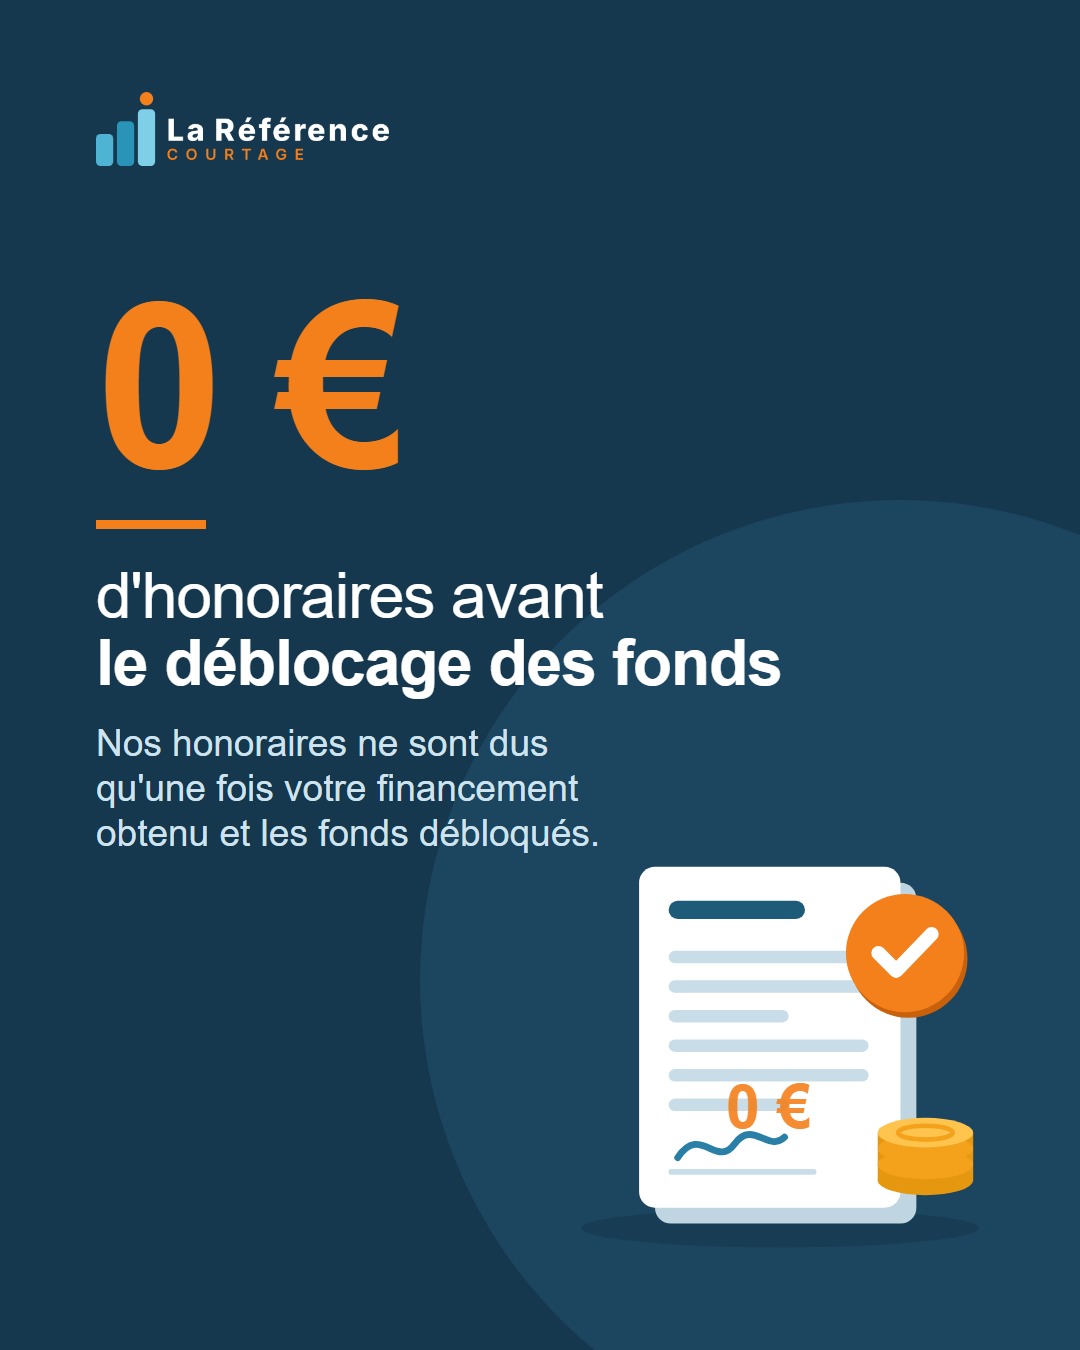 La Référence
COURTAGE
0 €
d'honoraires avant
le déblocage des fonds
Nos honoraires ne sont dus
qu'une fois votre financement
obtenu et les fonds débloqués.
0 €